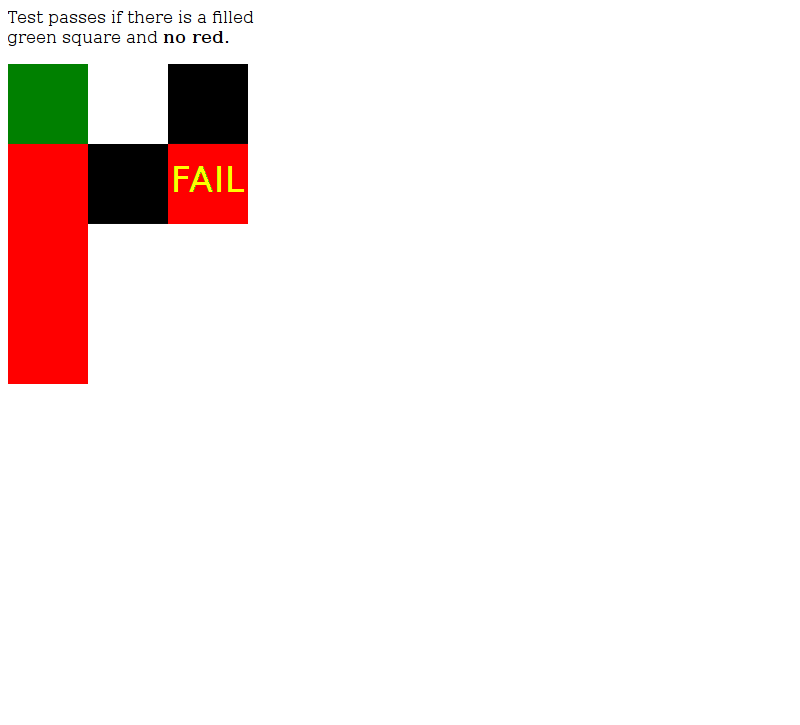 Test passes if there is a filled
green square and no red.
FAIL